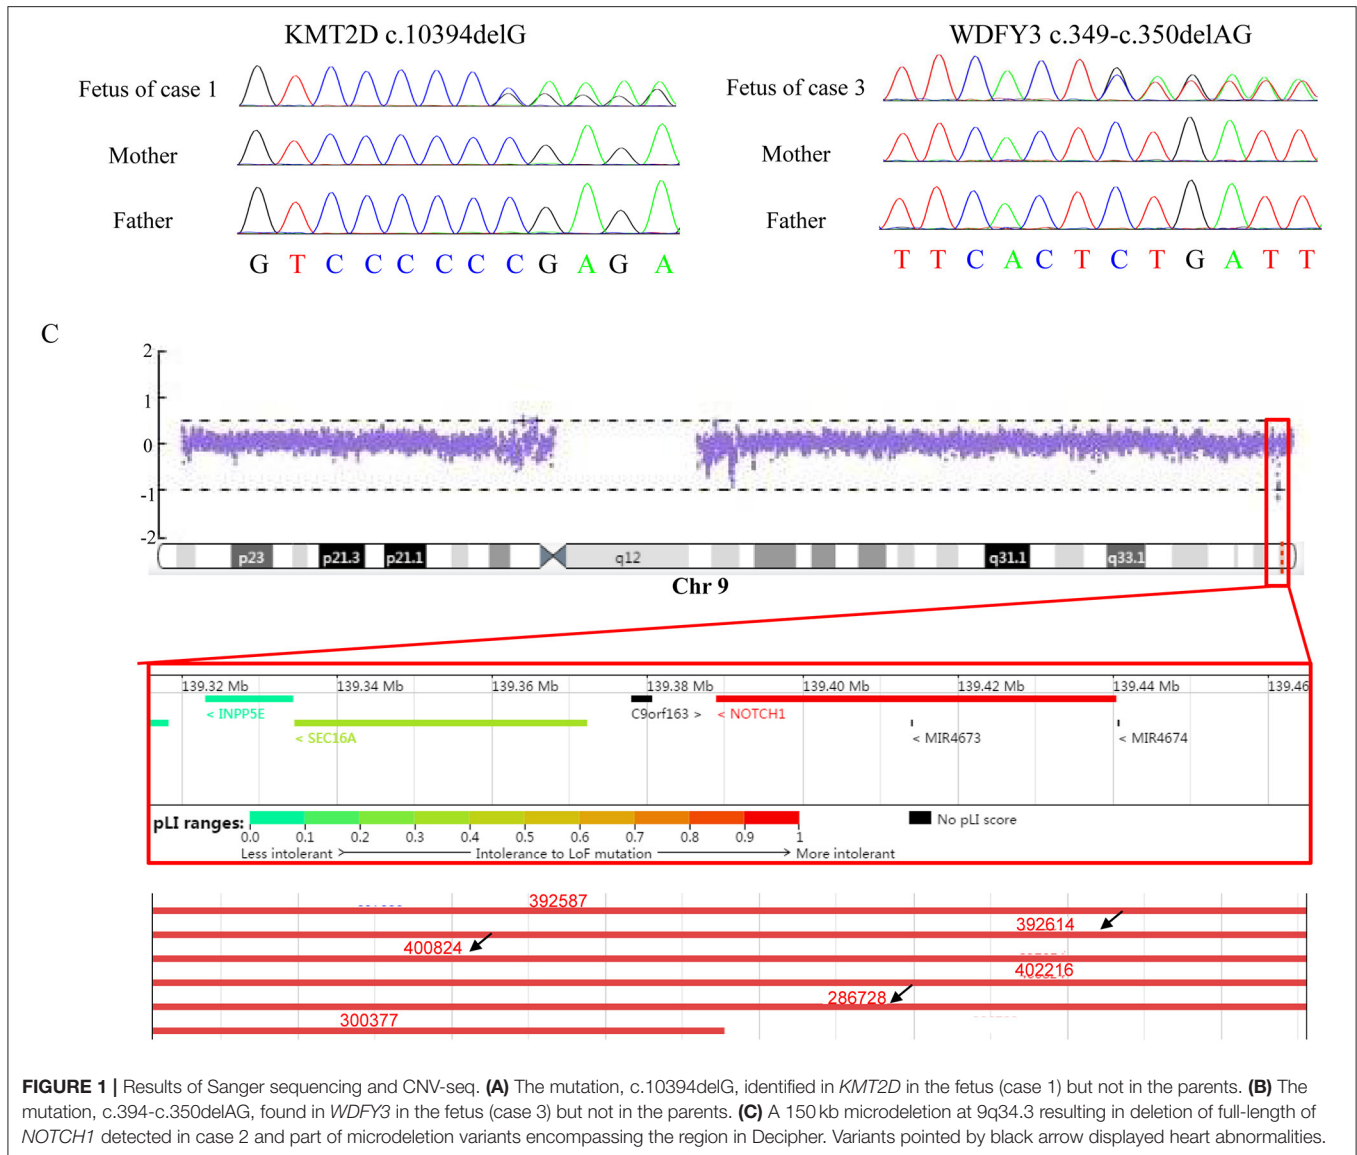 KMT2D c.10394delG
WDFY3 c.349-c.350delAG
Fetus of case 1
Fetus of case 3
Mother
Mother
Father
Father
G T C C C C C C G A G A
T T C A C T C T G A T T
C
2
1
0
-1
-2
p23 p21.3 p21.1 q12 q31.1 q33.1
Chr 9
139.32 Mb 139.34 Mb 139.36 Mb 139.38 Mb 139.40 Mb 139.42 Mb 139.44 Mb 139.46
< INPP5E C9orf163 > < NOTCH1
< SEC16A < MIR4673 < MIR4674
pLI ranges: No pLI score
0.0 0.1 0.2 0.3 0.4 0.5 0.6 0.7 0.8 0.9 1
Less intolerant > Intolerance to LoF mutation > More intolerant
392587
392614
400824
402216
286728
300377
FIGURE 1 | Results of Sanger sequencing and CNV-seq. (A) The mutation, c.10394delG, identified in KMT2D in the fetus (case 1) but not in the parents. (B) The
mutation, c.394-c.350delAG, found in WDFY3 in the fetus (case 3) but not in the parents. (C) A 150 kb microdeletion at 9q34.3 resulting in deletion of full-length of
NOTCH1 detected in case 2 and part of microdeletion variants encompassing the region in Decipher. Variants pointed by black arrow displayed heart abnormalities.